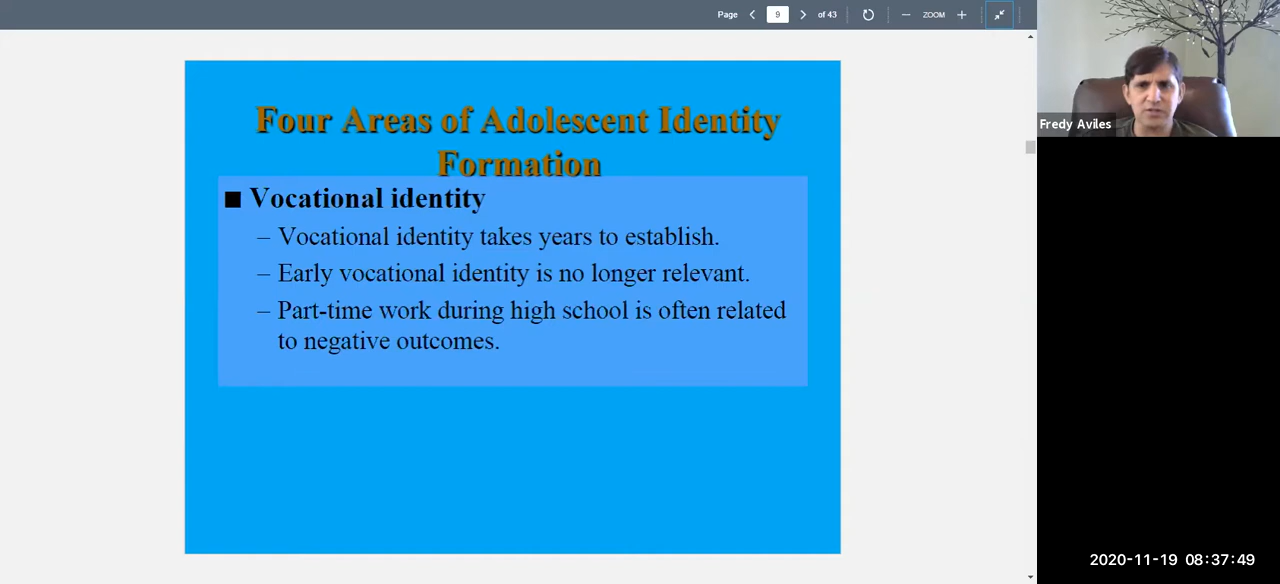 Page 9 of 43 ZOOM
Four Areas of Adolescent Identity
Formation
■ Vocational identity
– Vocational identity takes years to establish.
– Early vocational identity is no longer relevant.
– Part-time work during high school is often related
to negative outcomes.
Fredy Aviles
2020-11-19 08:37:49